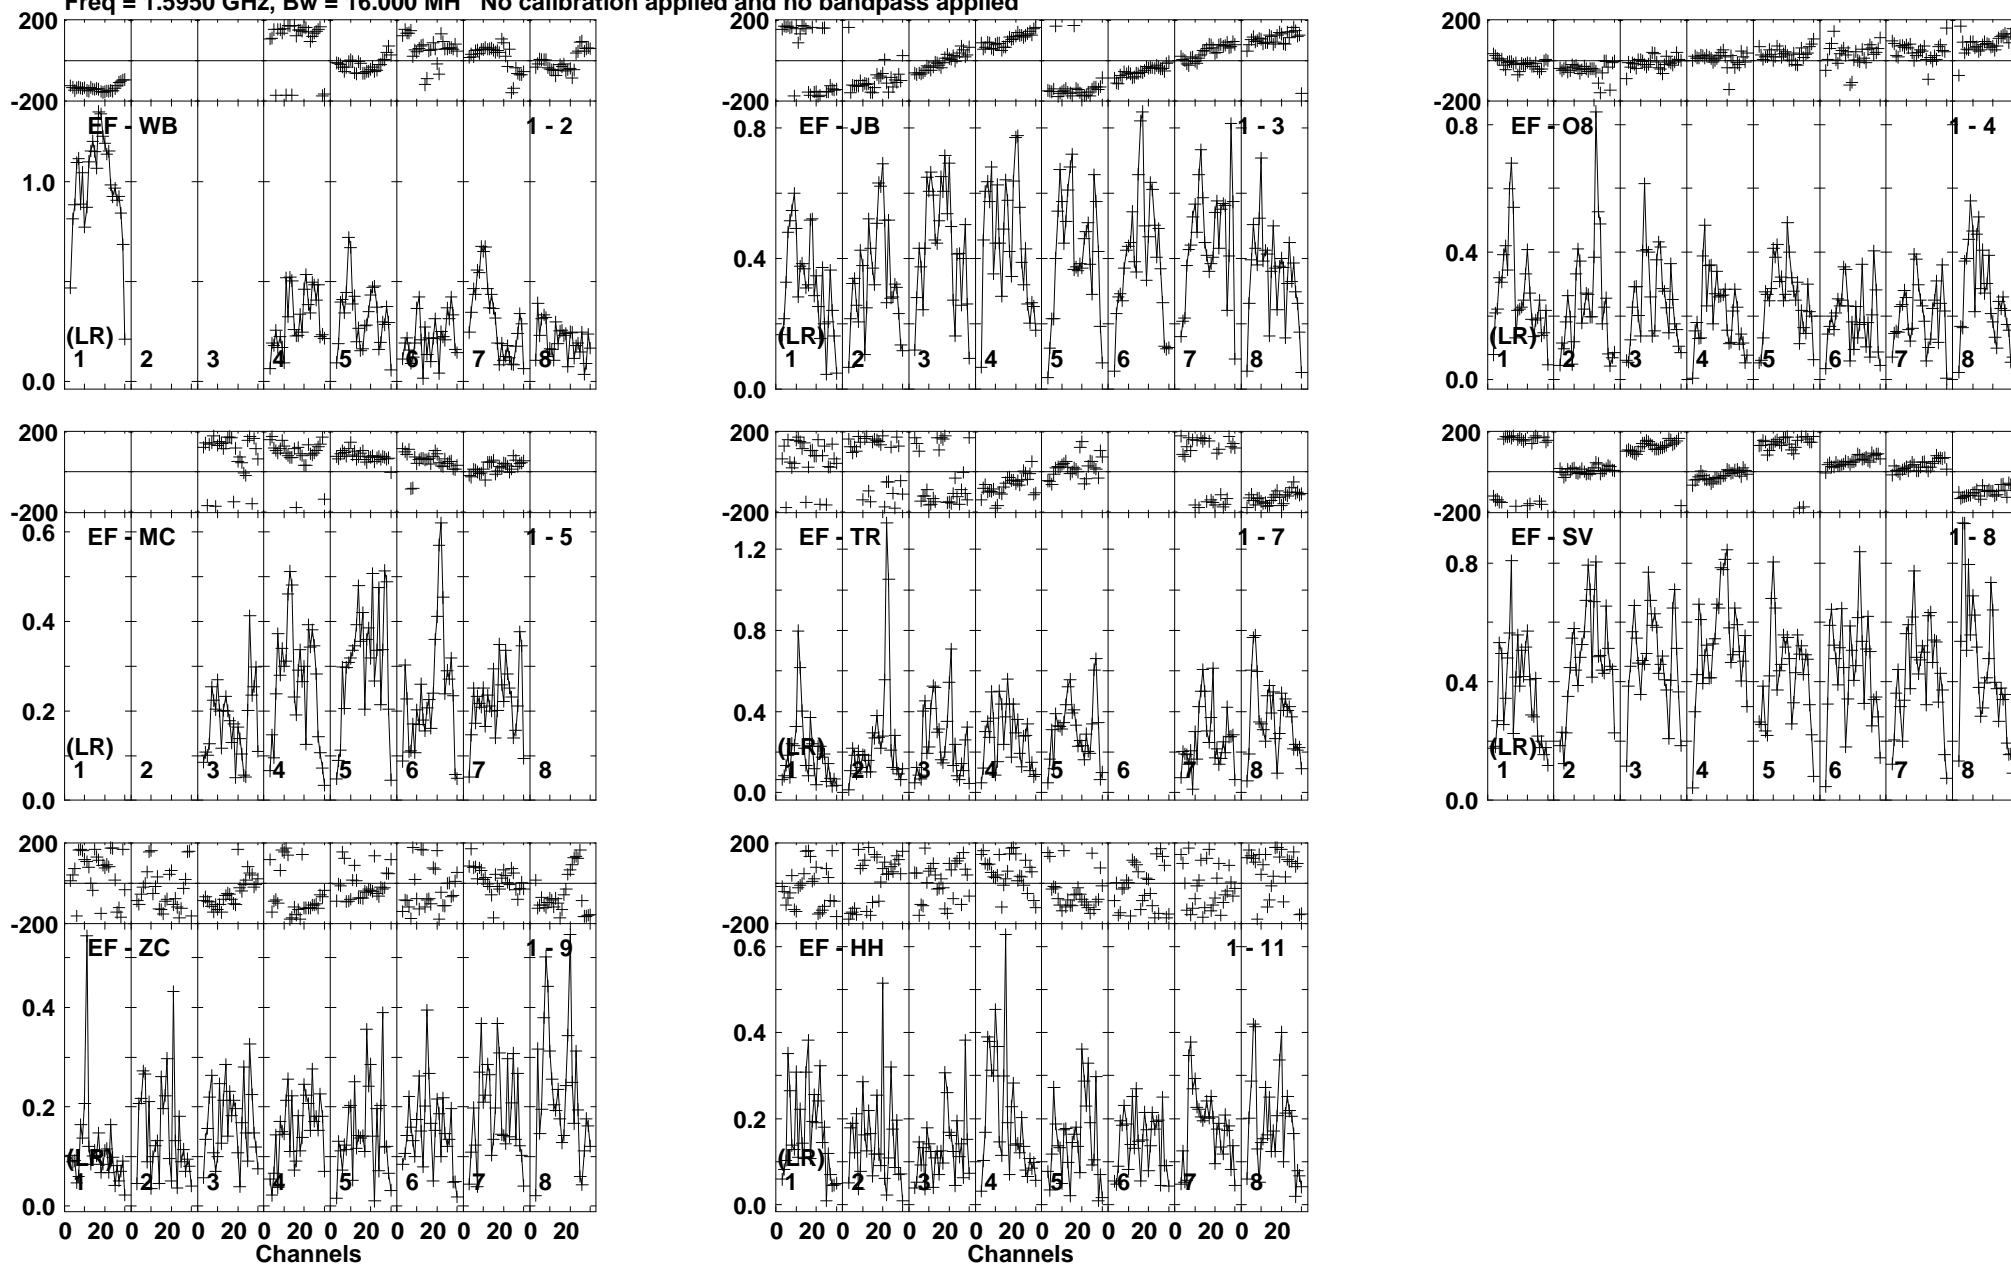 Freq = 1.5950 GHz, Bw = 16.000 MH   No calibration applied and no bandpass applied
200 200 200
-200 -200 -200
EF - WB 1 - 2 EF - JB 1 - 3 EF - O8 1 - 4
0.8 0.8
1.0
0.4 0.4
(LR) (LR) (LR)
1 2 3 4 5 6 7 8 1 2 3 4 5 6 7 8 1 2 3 4 5 6 7 8
0.0 0.0 0.0
200 200 200
-200 -200 -200
EF - MC 1 - 5 EF - TR 1 - 7 EF - SV 1 - 8
0.6 1.2 0.8
0.4 0.8
0.4
0.2 0.4
(LR) (LR) (LR)
1 2 3 4 5 6 7 8 1 2 3 4 5 6 7 8 1 2 3 4 5 6 7 8
0.0 0.0 0.0
200 200
-200 -200
EF - ZC 1 - 9 EF - HH 1 - 11
0.6
0.4 0.4
0.2 0.2
(LR) (LR)
1 2 3 4 5 6 7 8 1 2 3 4 5 6 7 8
0.0 0.0
0 20 0 20 0 20 0 20 0 20 0 20 0 20 0 20 0 20 0 20 0 20 0 20 0 20 0 20 0 20 0 20
Channels Channels